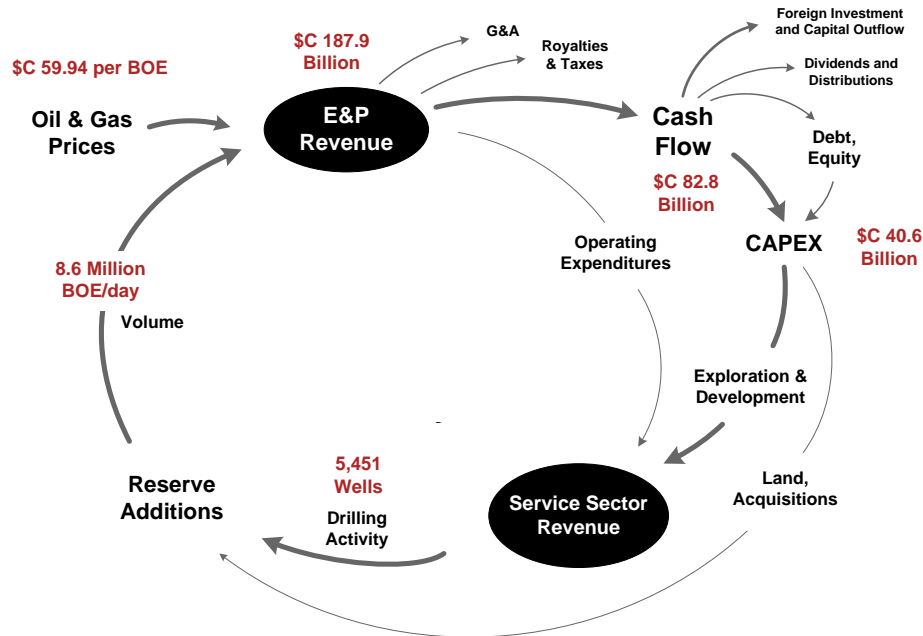 Foreign Investment
and Capital Outflow
G&A
$C 187.9
Billion
Royalties
& Taxes
$C 59.94 per BOE
Dividends and
Distributions
E&P
Revenue
Oil & Gas
Prices
Cash
Flow
Debt,
Equity
$C 82.8
Billion
CAPEX
$C 40.6
Billion
Operating
Expenditures
8.6 Million
BOE/day
Volume
Exploration &
Development
5,451
Wells
Reserve
Additions
Drilling
Activity
Service Sector
Revenue
Land,
Acquisitions